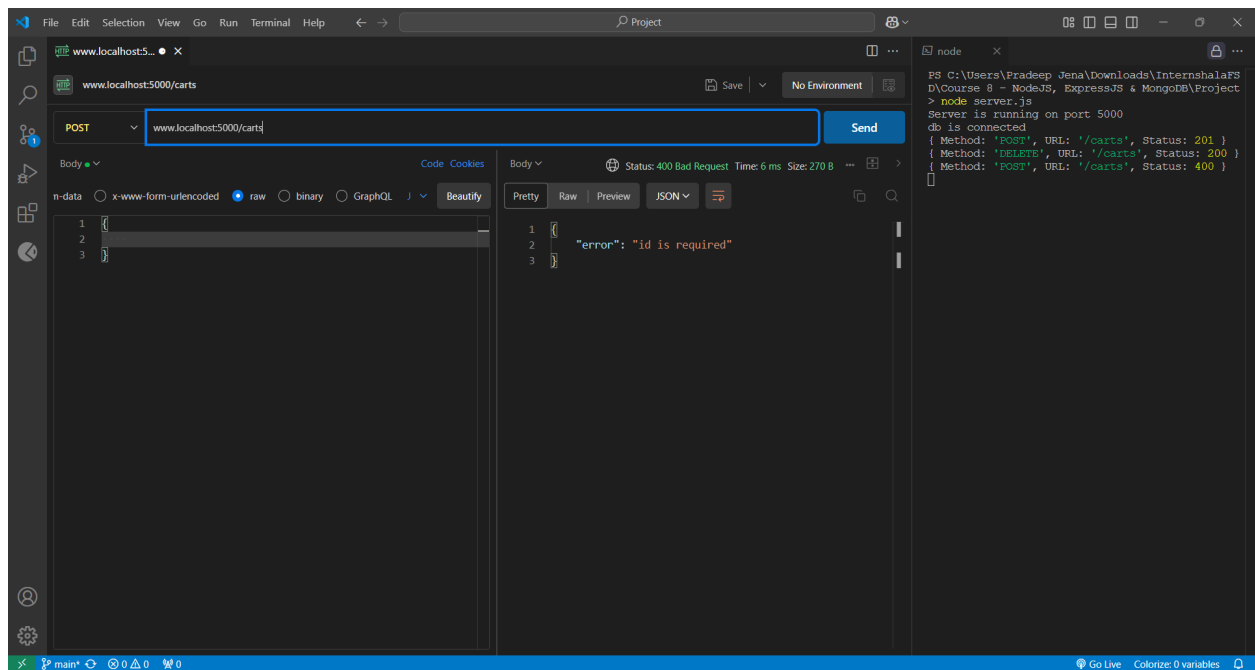 File Edit Selection View Go Run Terminal Help
Project
www.localhost:5...
node
www.localhost:5000/carts
Save
No Environment
POST
www.localhost:5000/carts
Send
Body
Code Cookies
n-data
x-www-form-urlencoded
raw
binary
GraphQL
J
Beautify
1 {
2
3 }
Body
Status: 400 Bad Request Time: 6 ms Size: 270 B
Pretty Raw Preview JSON
1 {
2 "error": "id is required"
3 }
PS C:\Users\Pradeep Jena\Downloads\InternshalaFS
D\Course 8 - NodeJS, ExpressJS & MongoDB\Project
> node server.js
Server is running on port 5000
db is connected
{ Method: 'POST', URL: '/carts', Status: 201 }
{ Method: 'DELETE', URL: '/carts', Status: 200 }
{ Method: 'POST', URL: '/carts', Status: 400 }
1
main* 0 0 0
Go Live Colorize: 0 variables